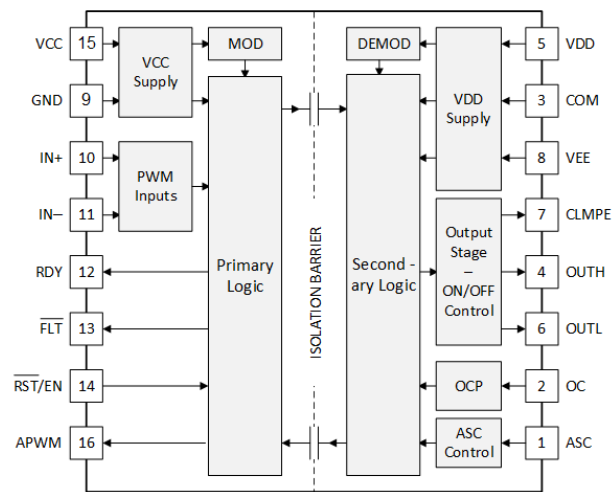 VCC 15 MOD DEMOD 5 VDD
VCC
Supply
GND 9 3 COM
VDD
Supply
IN+ 10 8 VEE
PWM
Inputs
IN– 11 7 CLMPE
Output
Stage
–
ON/OFF
Control
RDY 12 4 OUTH
Primary
Logic
ISOLATION BARRIER
Second -
ary Logic
FLT 13 6 OUTL
RST/EN 14 OCP 2 OC
APWM 16 1 ASC
ASC
Control